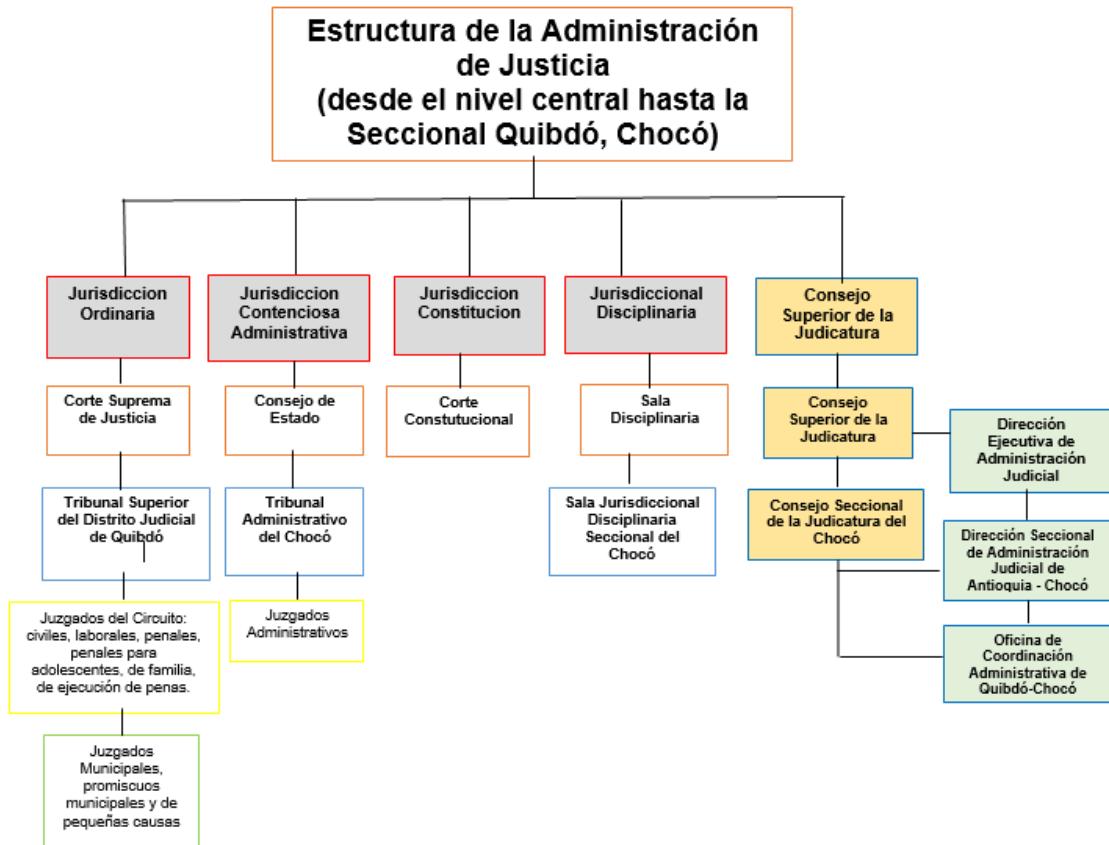 Estructura de la Administración
de Justicia
(desde el nivel central hasta la
Seccional Quibdó, Chocó)
Jurisdiccion
Ordinaria
Jurisdiccion
Contenciosa
Administrativa
Jurisdiccion
Constitucion
Jurisdiccional
Disciplinaria
Consejo
Superior de la
Judicatura
Corte Suprema
de Justicia
Consejo de
Estado
Corte
Constutucional
Sala
Disciplinaria
Consejo
Superior de la
Judicatura
Dirección
Ejecutiva de
Administración
Judicial
Tribunal Superior
del Distrito Judicial
de Quibdó
Tribunal
Administrativo
del Chocó
Sala Jurisdiccional
Disciplinaria
Seccional del
Chocó
Consejo Seccional
de la Judicatura del
Chocó
Dirección Seccional
de Administración
Judicial de
Antioquia - Chocó
Juzgados del Circuito:
civiles, laborales, penales,
penales para
adolescentes, de familia,
de ejecución de penas.
Juzgados
Administrativos
Oficina de
Coordinación
Administrativa de
Quibdó-Chocó
Juzgados
Municipales,
promiscuos
municipales y de
pequeñas causas